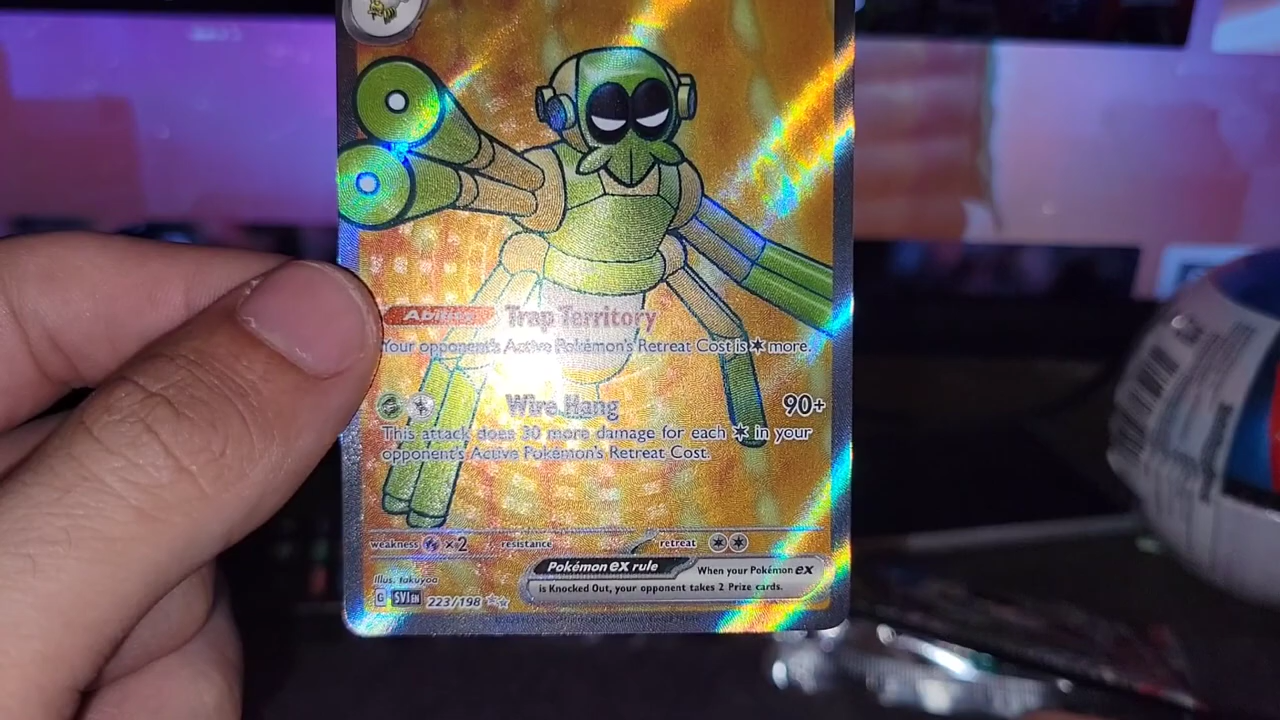 Ability Trap Territory
Your opponent's Active Pokémon's Retreat Cost is more.
Wire Hang 90+
This attack does 30 more damage for each in your
opponent's Active Pokémon's Retreat Cost.
weakness ×2 resistance retreat
Pokémon ex rule When your Pokémon ex
is Knocked Out, your opponent takes 2 Prize cards.
Illus. takuyoa
G SVI EN 223/198